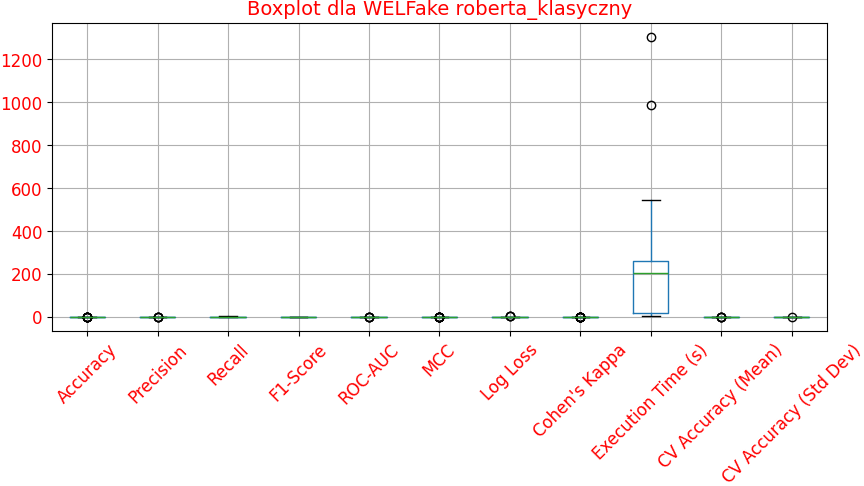 Boxplot dla WELFake roberta_klasyczny
1200
1000
800
600
400
200
0
Accuracy
Precision
Recall
F1-Score
ROC-AUC
MCC
Log Loss
Cohen's Kappa
Execution Time (s)
CV Accuracy (Mean)
CV Accuracy (Std Dev)